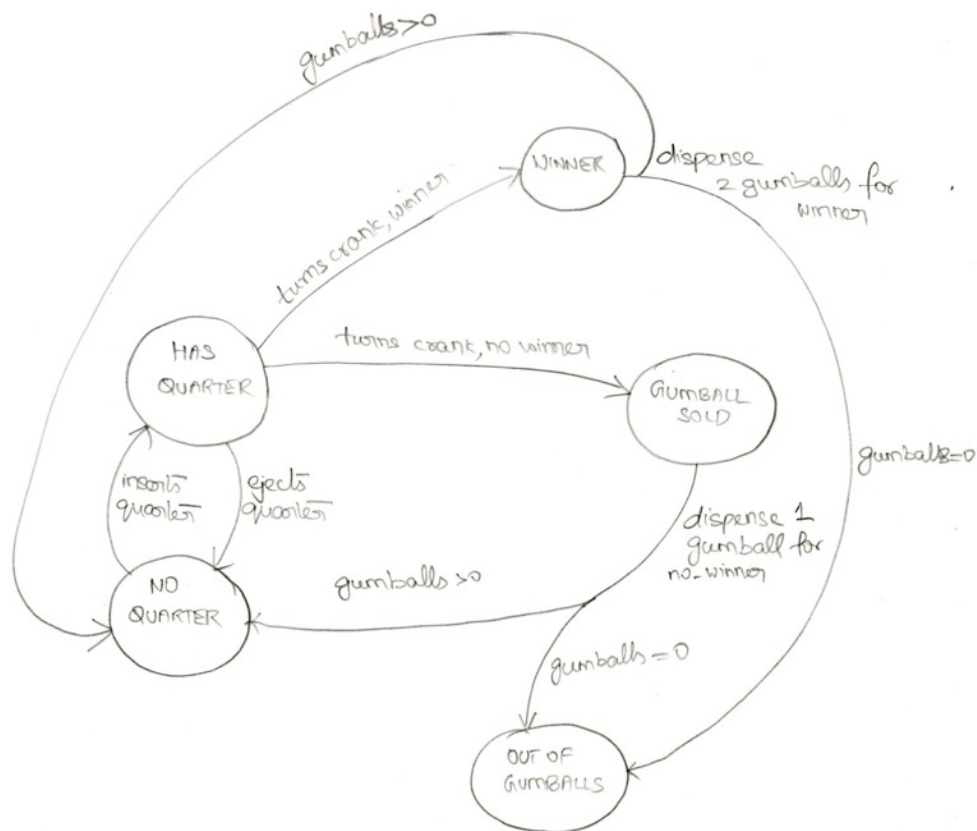 gumballs>0
WINNER
dispense
2 gumballs for
winner
turns crank, winner
HAS
QUARTER
turns crank, no winner
GUMBALL
SOLD
gumballs=0
inserts
quarter
ejects
quarter
dispense 1
gumball for
no-winner
NO
QUARTER
gumballs >0
gumballs=0
OUT OF
GUMBALLS